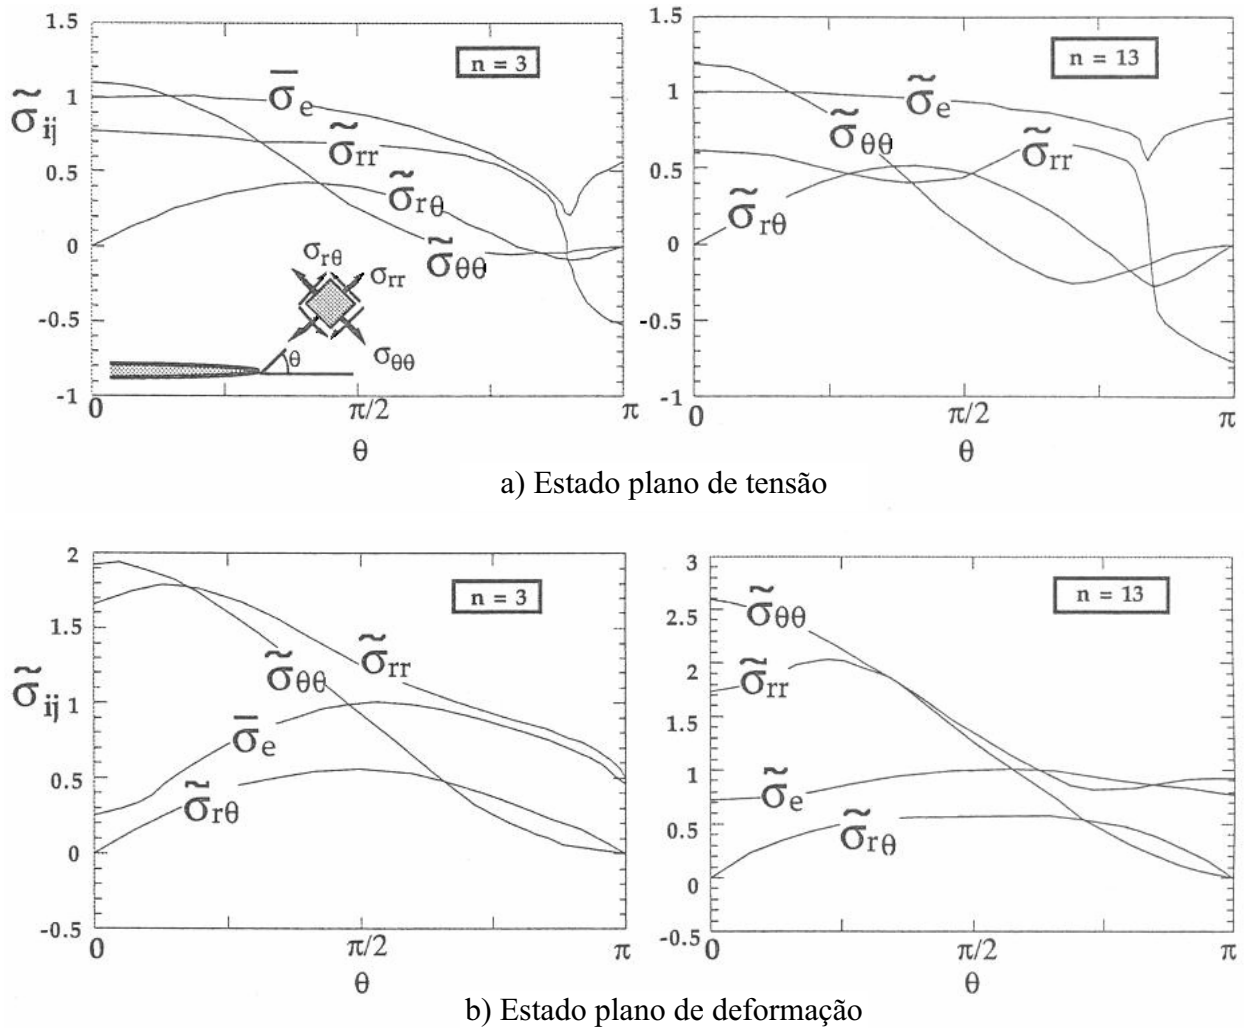 1.5
1
0.5
0
-0.5
-1
σ̃ij
n = 3
σ̄e
σ̃rr
σ̃rθ
σ̃θθ
σrθ
σrr
σθθ
θ
0
π/2
π
θ
1.5
1
0.5
0
-0.5
-1
n = 13
σ̃e
σ̃θθ
σ̃rr
σ̃rθ
0
π/2
π
θ
a) Estado plano de tensão
2
1.5
1
0.5
0
-0.5
σ̃ij
n = 3
σ̃rr
σ̃θθ
σ̄e
σ̃rθ
0
π/2
π
θ
3
2.5
2
1.5
1
0.5
0
-0.5
n = 13
σ̃θθ
σ̃rr
σ̃e
σ̃rθ
0
π/2
π
θ
b) Estado plano de deformação